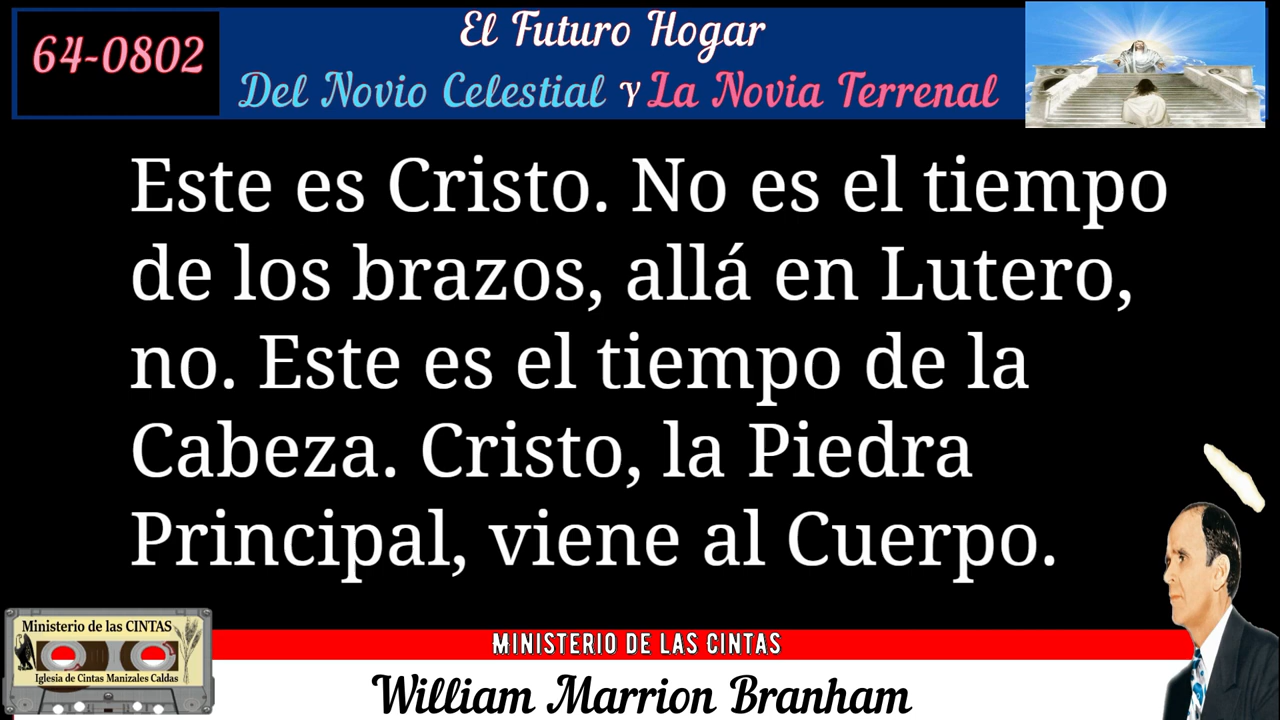 64-0802
El Futuro Hogar
Del Novio Celestial Y La Novia Terrenal
Este es Cristo. No es el tiempo
de los brazos, allá en Lutero,
no. Este es el tiempo de la
Cabeza. Cristo, la Piedra
Principal, viene al Cuerpo.
Ministerio de las CINTAS
Iglesia de Cintas Manizales Caldas
MINISTERIO DE LAS CINTAS
William Marrion Branham